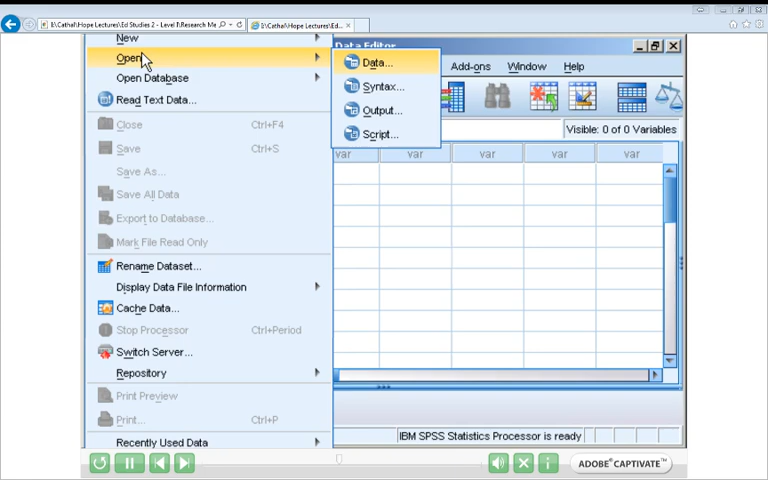 E:\Cathal\Hope Lectures\Ed Studies 2 - Level I\Research Me
E:\Cathal\Hope Lectures\Ed...
New
Data Editor
Open
Data...
Add-ons Window Help
Open Database
Syntax...
Read Text Data...
Output...
Close Ctrl+F4
Script...
Visible: 0 of 0 Variables
Save Ctrl+S
var var var var var
Save As...
Save All Data
Export to Database...
Mark File Read Only
Rename Dataset...
Display Data File Information
Cache Data...
Stop Processor Ctrl+Period
Switch Server...
Repository
Print Preview
Print... Ctrl+P
Recently Used Data
IBM SPSS Statistics Processor is ready
ADOBE® CAPTIVATE™